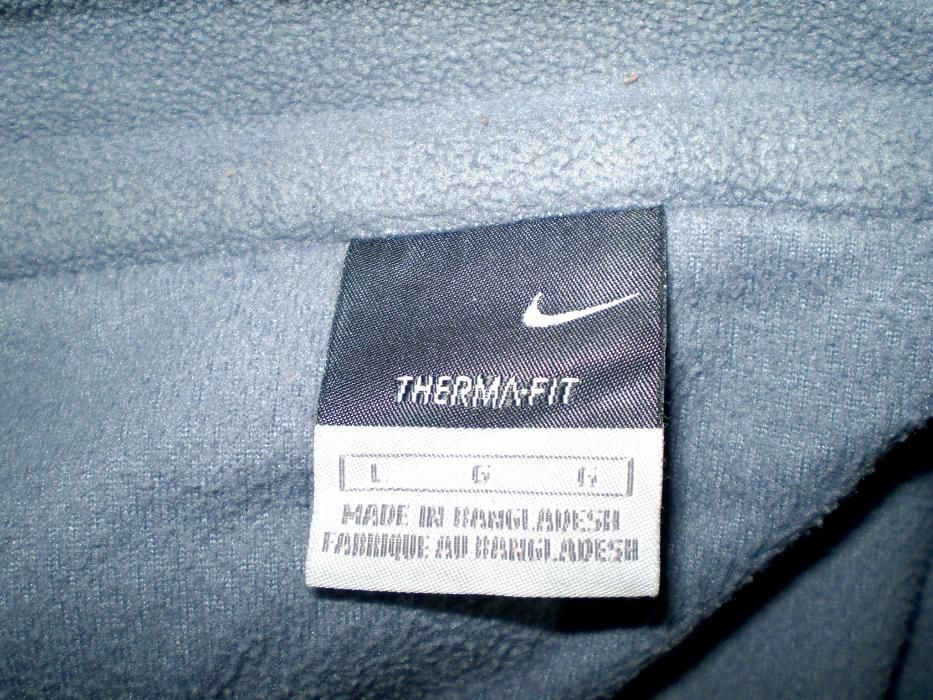 THERMA-FIT
L G G
MADE IN BANGLADESH
FABRIQUE AU BANGLADESH